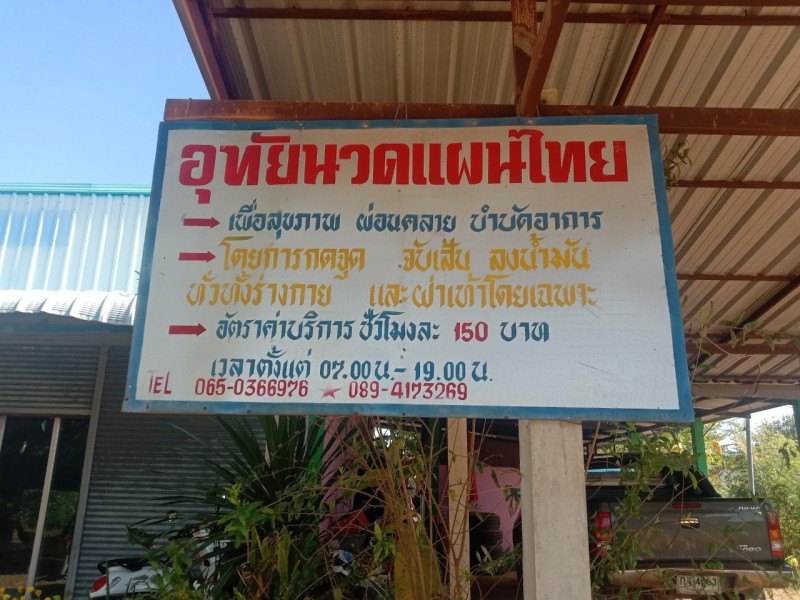 อุทัยนวดแผนไทย
เพื่อสุขภาพ ผ่อนคลาย บำบัดอาการ
โดยการกดจูด จับเส้น ลงน้ำมัน
ทั่วทั้งร่างกาย และฝ่าเท้าโดยเฉพาะ
อัตราค่าบริการ ชั่วโมงละ 150 บาท
เวลาตั้งแต่ 07.00 น.- 19.00 น.
TEL 065-0366976 ★ 089-4173269
VIGO